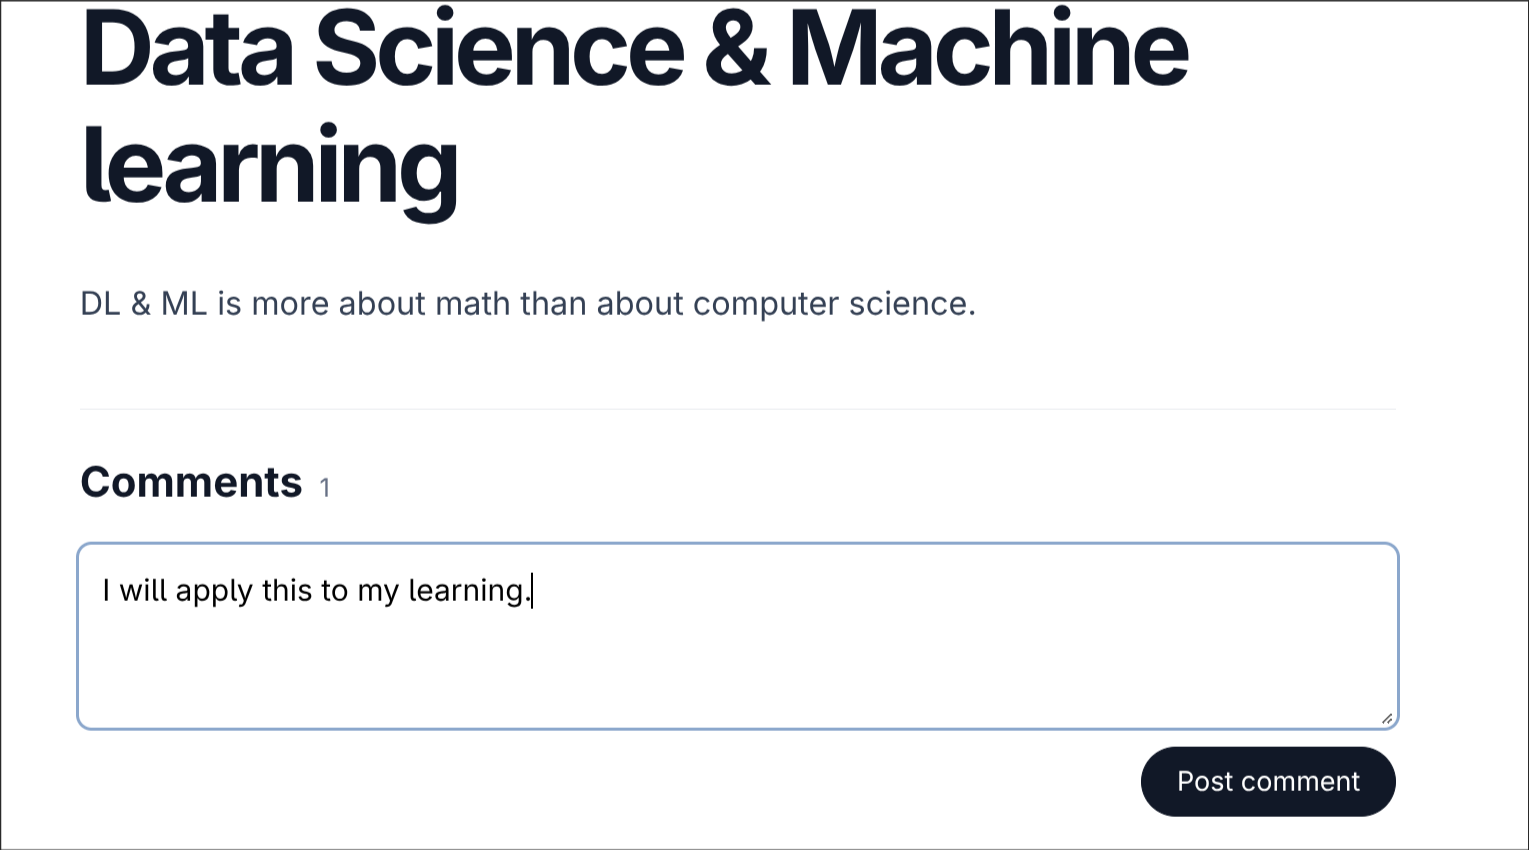 Data Science & Machine
learning
DL & ML is more about math than about computer science.
Comments 1
I will apply this to my learning.
Post comment